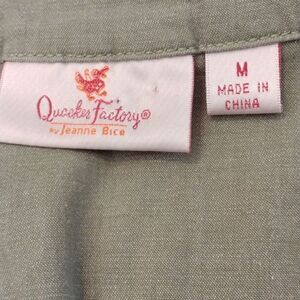 Quacker Factory®
by Jeanne Bice
M
MADE IN
CHINA